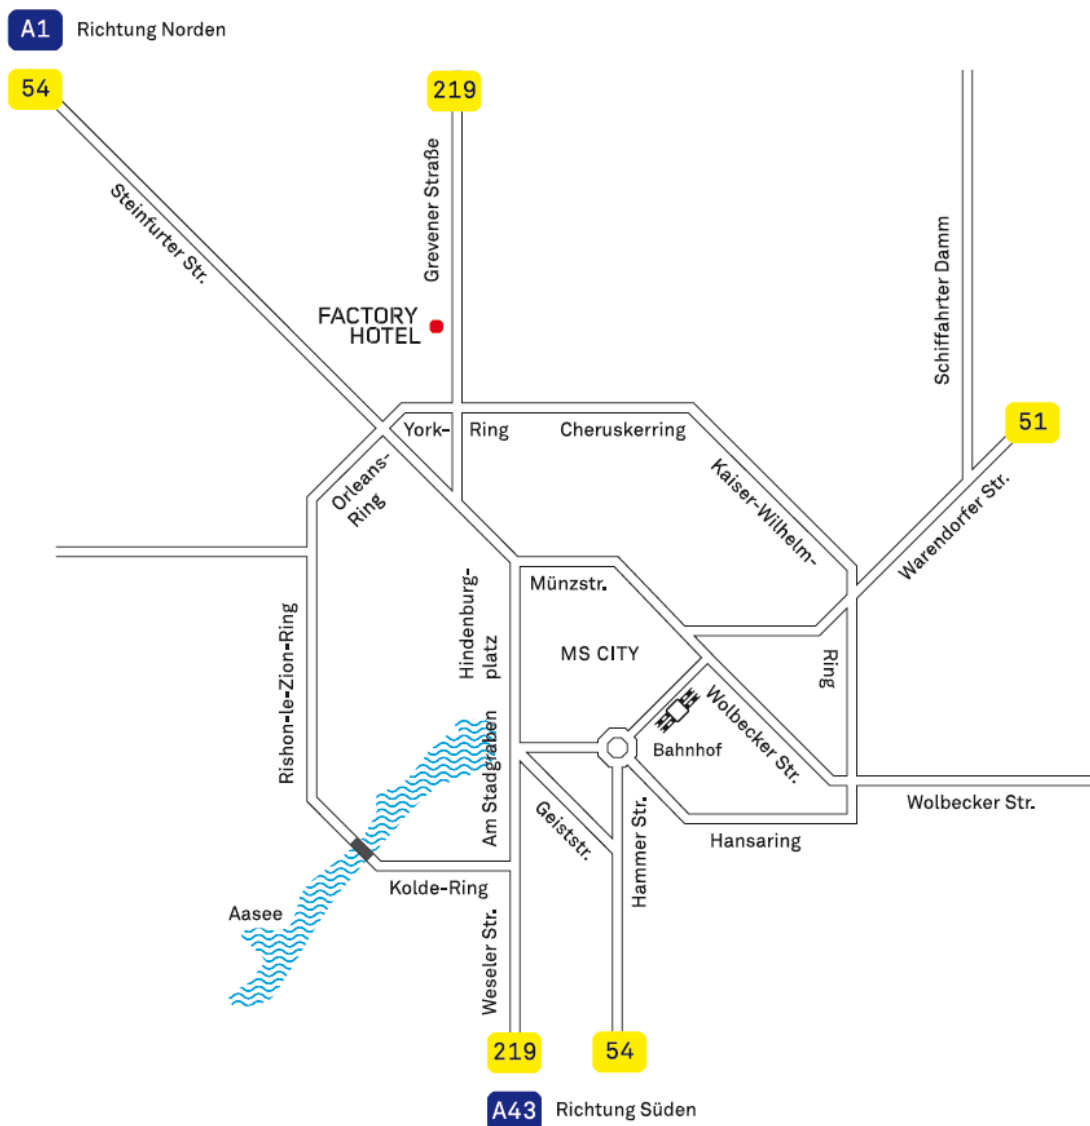 A1 Richtung Norden
54
219
Steinfurter Str.
Grevener Straße
Schiffahrter Damm
FACTORY
HOTEL
51
York-
Ring
Cheruskerring
Orleans-
Ring
Kaiser-Wilhelm-
Warendorfer Str.
Hindenburg-
platz
Münzstr.
MS CITY
Ring
Rishon-le-Zion-Ring
Am Stadgraben
Wolbecker Str.
Bahnhof
Geiststr.
Hammer Str.
Wolbecker Str.
Hansaring
Kolde-Ring
Aasee
Weseler Str.
219
54
A43 Richtung Süden